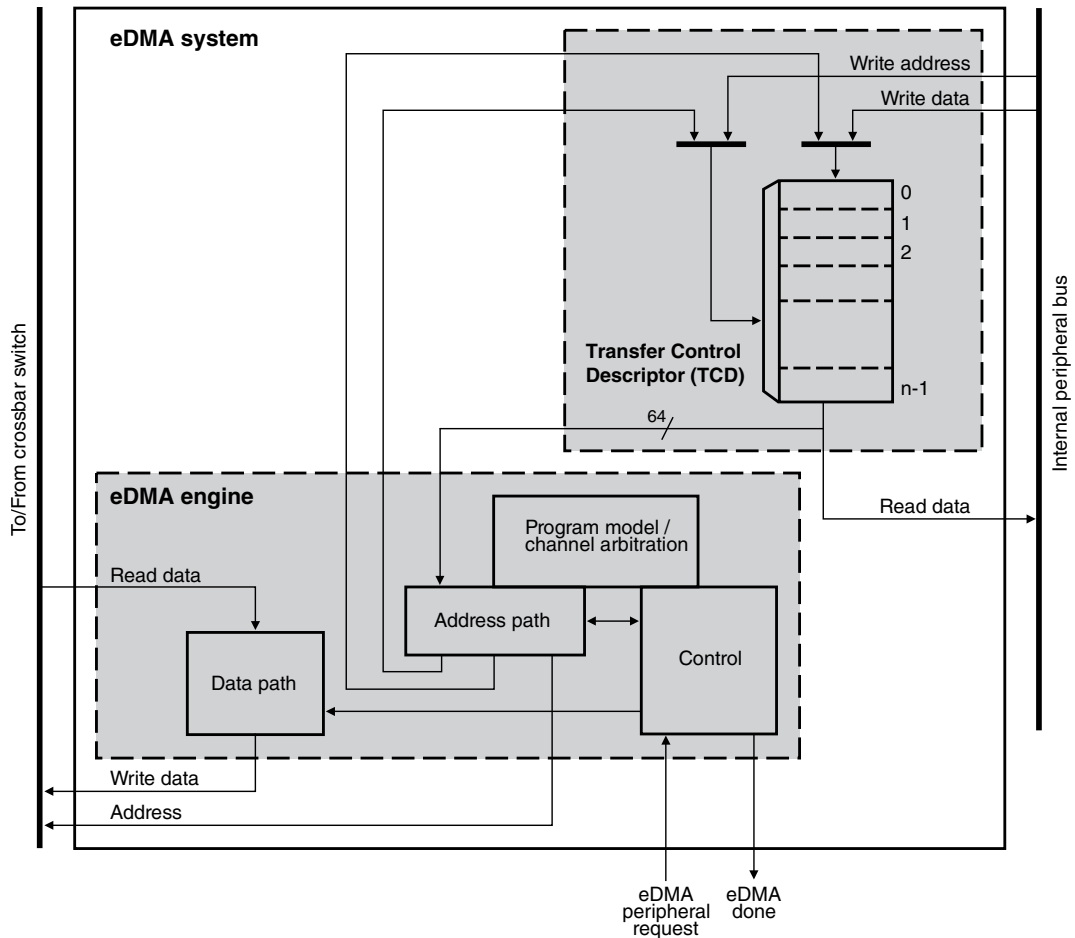 eDMA system
Write address
Write data
0
1
2
n-1
Transfer Control
Descriptor (TCD)
64
To/From crossbar switch
Internal peripheral bus
eDMA engine
Program model /
channel arbitration
Read data
Read data
Address path
Control
Data path
Write data
Address
eDMA
peripheral
request
eDMA
done